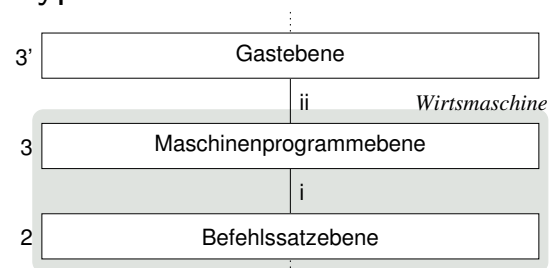 3’ Gastebene
ii Wirtsmaschine
3 Maschinenprogrammebene
i
2 Befehlssatzebene